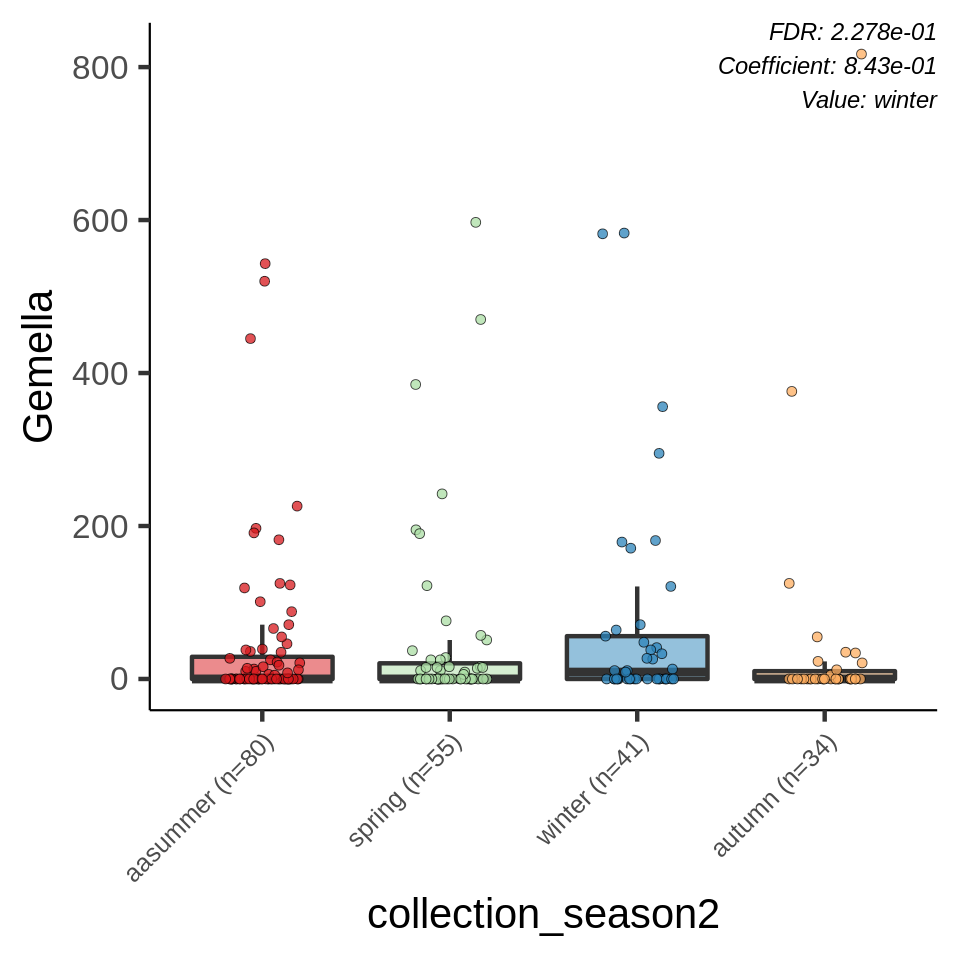 FDR: 2.278e-01
Coefficient: 8.43e-01
Value: winter
800
600
400
200
0
Gemella
aasummer (n=80)
spring (n=55)
winter (n=41)
autumn (n=34)
collection_season2